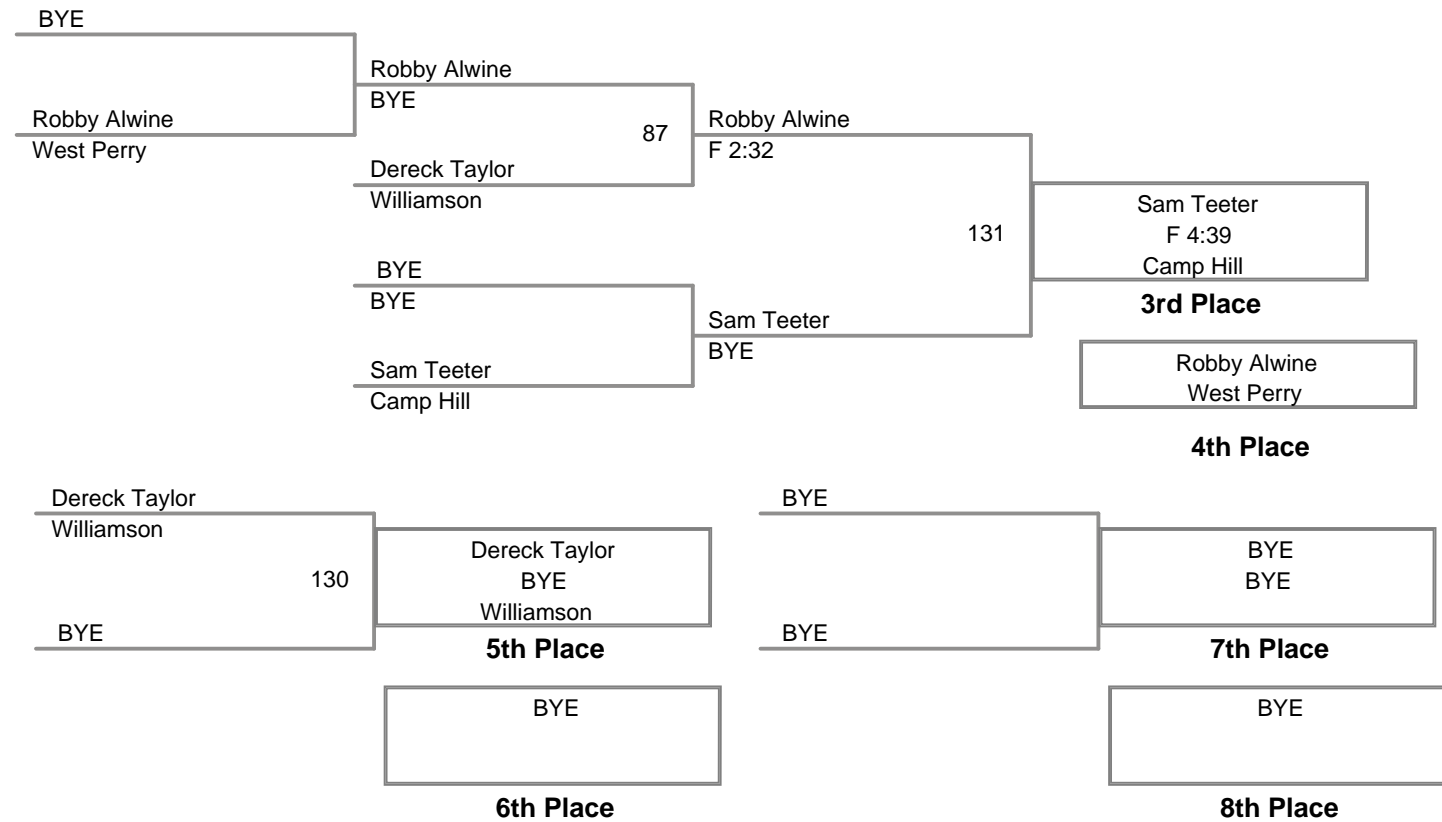 BYE
Robby Alwine
BYE
Robby Alwine
West Perry
87
Robby Alwine
F 2:32
Dereck Taylor
Williamson
131
Sam Teeter
F 4:39
Camp Hill
3rd Place
BYE
BYE
Sam Teeter
BYE
Sam Teeter
Camp Hill
Robby Alwine
West Perry
4th Place
Dereck Taylor
Williamson
130
Dereck Taylor
BYE
Williamson
BYE
5th Place
BYE
6th Place
BYE
BYE
BYE
BYE
7th Place
BYE
8th Place